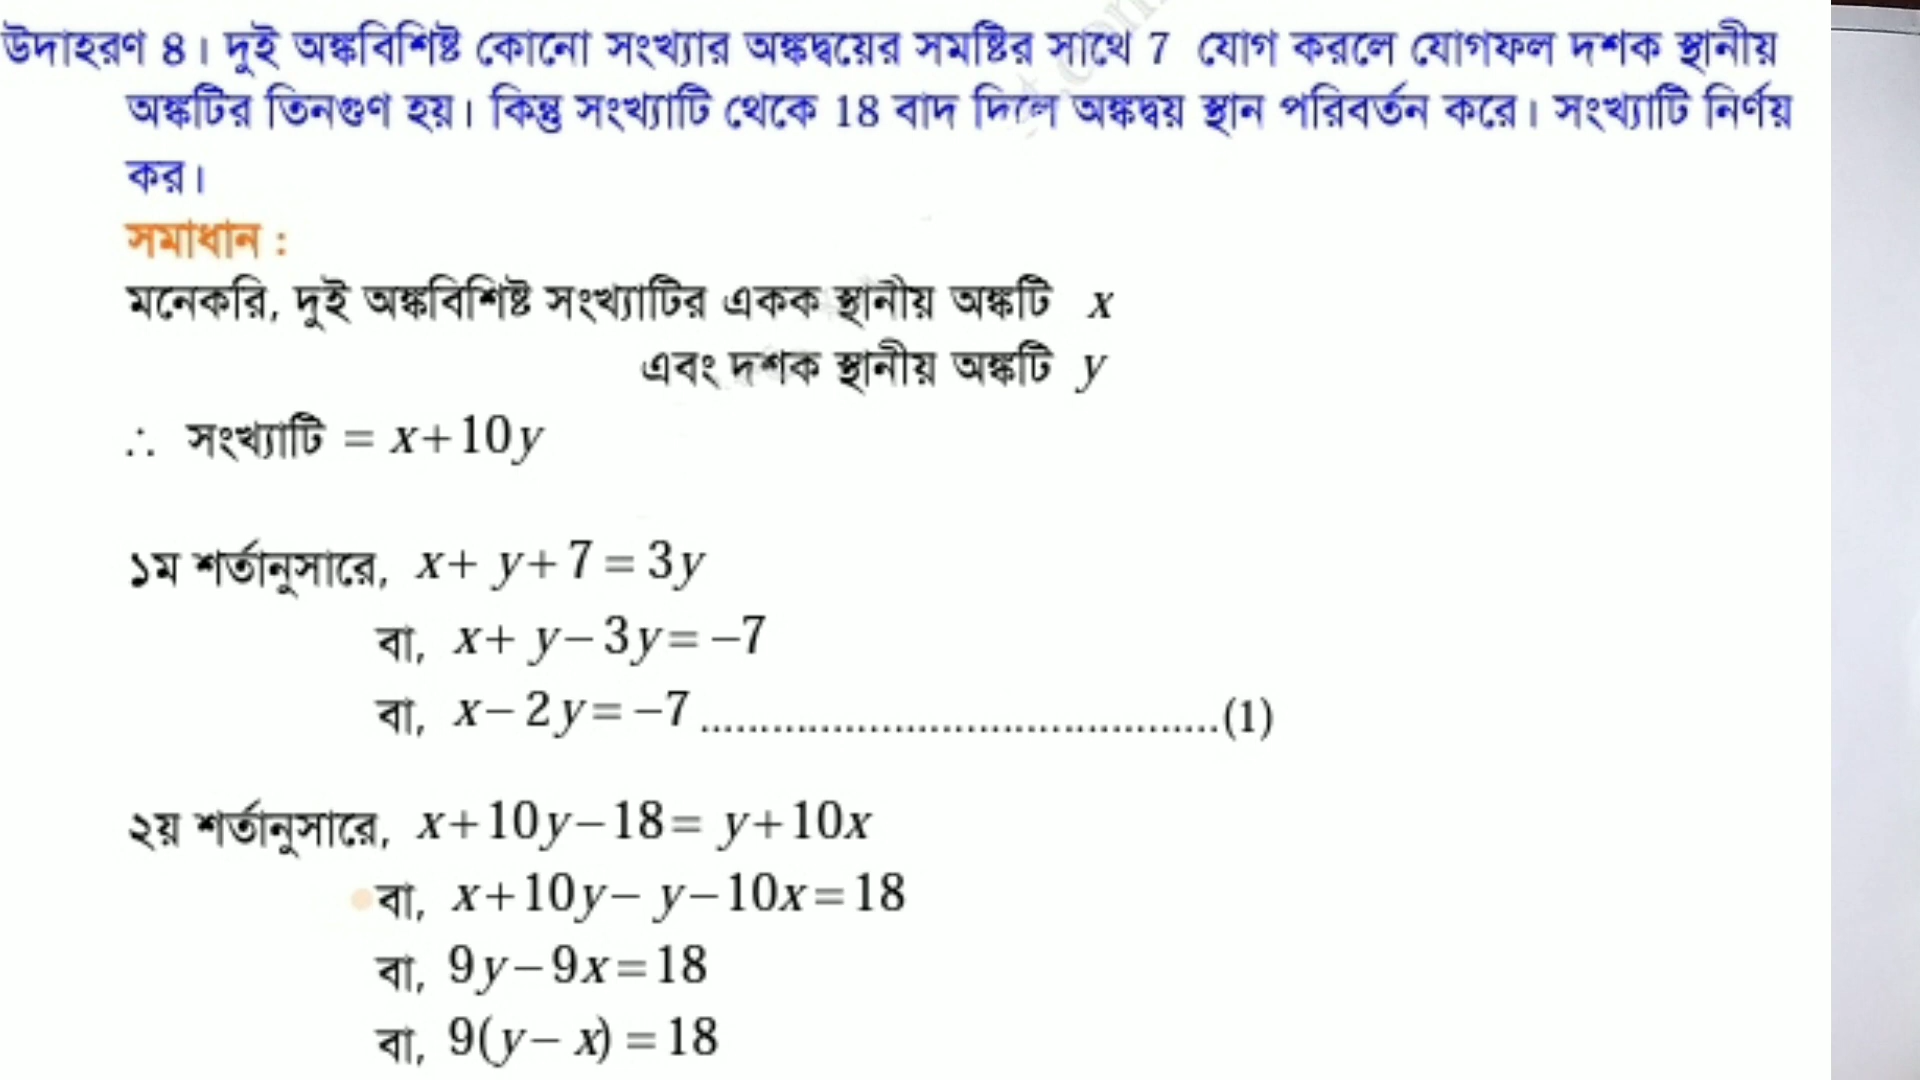 উদাহরণ ৪। দুই অঙ্কবিশিষ্ট কোনো সংখ্যার অঙ্কদ্বয়ের সমষ্টির সাথে 7 যোগ করলে যোগফল দশক স্থানীয়
অঙ্কটির তিনগুণ হয়। কিন্তু সংখ্যাটি থেকে 18 বাদ দিলে অঙ্কদ্বয় স্থান পরিবর্তন করে। সংখ্যাটি নির্ণয়
কর।
সমাধান :
মনেকরি, দুই অঙ্কবিশিষ্ট সংখ্যাটির একক স্থানীয় অঙ্কটি x
এবং দশক স্থানীয় অঙ্কটি y
∴ সংখ্যাটি = x+10y
১ম শর্তানুসারে, x+ y+7=3y
বা, x+ y−3y=−7
বা, x−2y=−7...........................................(1)
২য় শর্তানুসারে, x+10y−18= y+10x
বা, x+10y− y−10x=18
বা, 9y−9x=18
বা, 9(y− x)=18